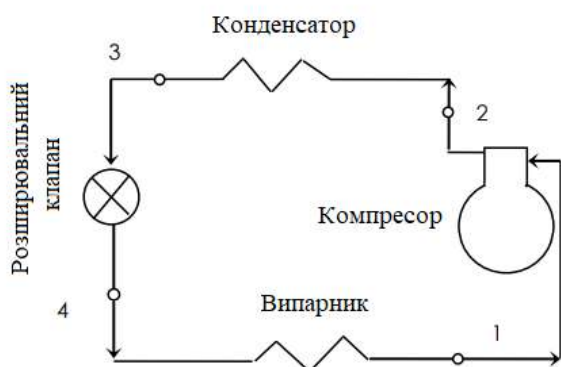 Конденсатор
3
2
Розширювальний
клапан
Компресор
4
Випарник
1